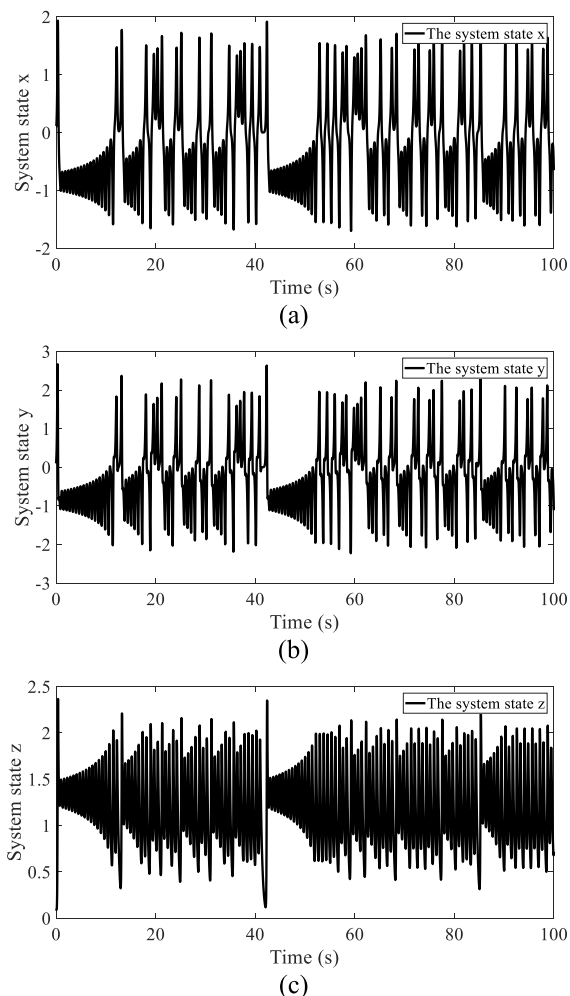 2
The system state x
1
System state x
0
-1
-2
0 20 40 60 80 100
Time (s)
(a)
3
The system state y
2
1
System state y
0
-1
-2
-3
0 20 40 60 80 100
Time (s)
(b)
2.5
The system state z
2
System state z
1.5
1
0.5
0
0 20 40 60 80 100
Time (s)
(c)